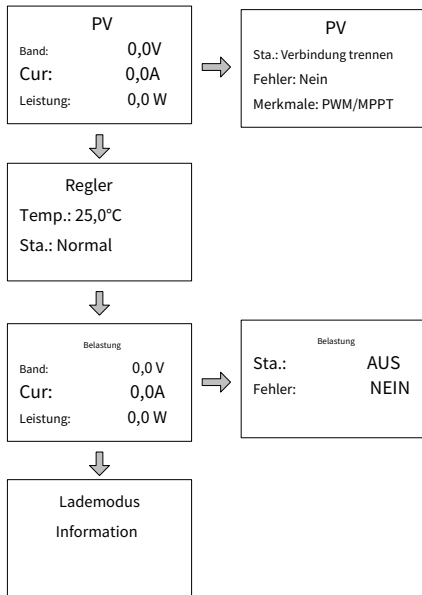 PV
Band: 0,0V
Cur: 0,0A
Leistung: 0,0 W
PV
Sta.: Verbindung trennen
Fehler: Nein
Merkmale: PWM/MPPT
Regler
Temp.: 25,0°C
Sta.: Normal
Belastung
Band: 0,0 V
Cur: 0,0A
Leistung: 0,0 W
Belastung
Sta.: AUS
Fehler: NEIN
Lademodus
Information